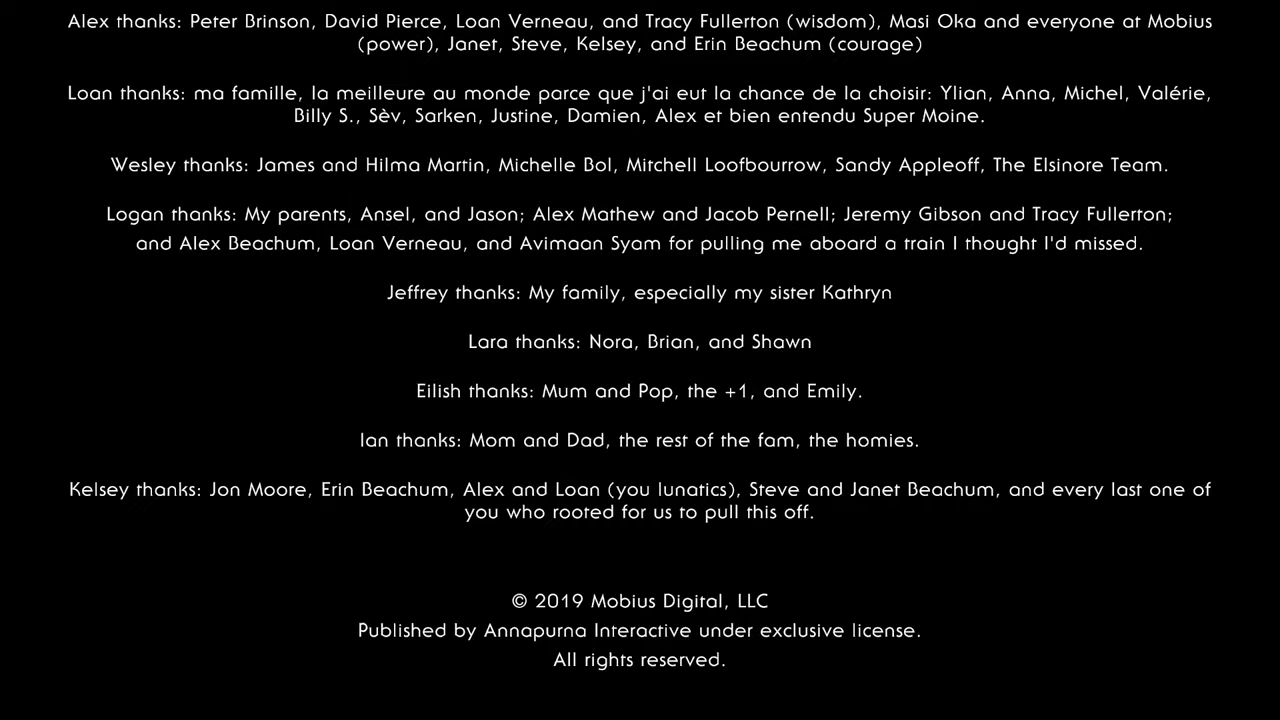 Alex thanks: Peter Brinson, David Pierce, Loan Verneau, and Tracy Fullerton (wisdom), Masi Oka and everyone at Mobius
(power), Janet, Steve, Kelsey, and Erin Beachum (courage)
Loan thanks: ma famille, la meilleure au monde parce que j'ai eut la chance de la choisir: Ylian, Anna, Michel, Valérie,
Billy S., Sèv, Sarken, Justine, Damien, Alex et bien entendu Super Moine.
Wesley thanks: James and Hilma Martin, Michelle Bol, Mitchell Loofbourrow, Sandy Appleoff, The Elsinore Team.
Logan thanks: My parents, Ansel, and Jason; Alex Mathew and Jacob Pernell; Jeremy Gibson and Tracy Fullerton;
and Alex Beachum, Loan Verneau, and Avimaan Syam for pulling me aboard a train I thought I'd missed.
Jeffrey thanks: My family, especially my sister Kathryn
Lara thanks: Nora, Brian, and Shawn
Eilish thanks: Mum and Pop, the +1, and Emily.
Ian thanks: Mom and Dad, the rest of the fam, the homies.
Kelsey thanks: Jon Moore, Erin Beachum, Alex and Loan (you lunatics), Steve and Janet Beachum, and every last one of
you who rooted for us to pull this off.
© 2019 Mobius Digital, LLC
Published by Annapurna Interactive under exclusive license.
All rights reserved.